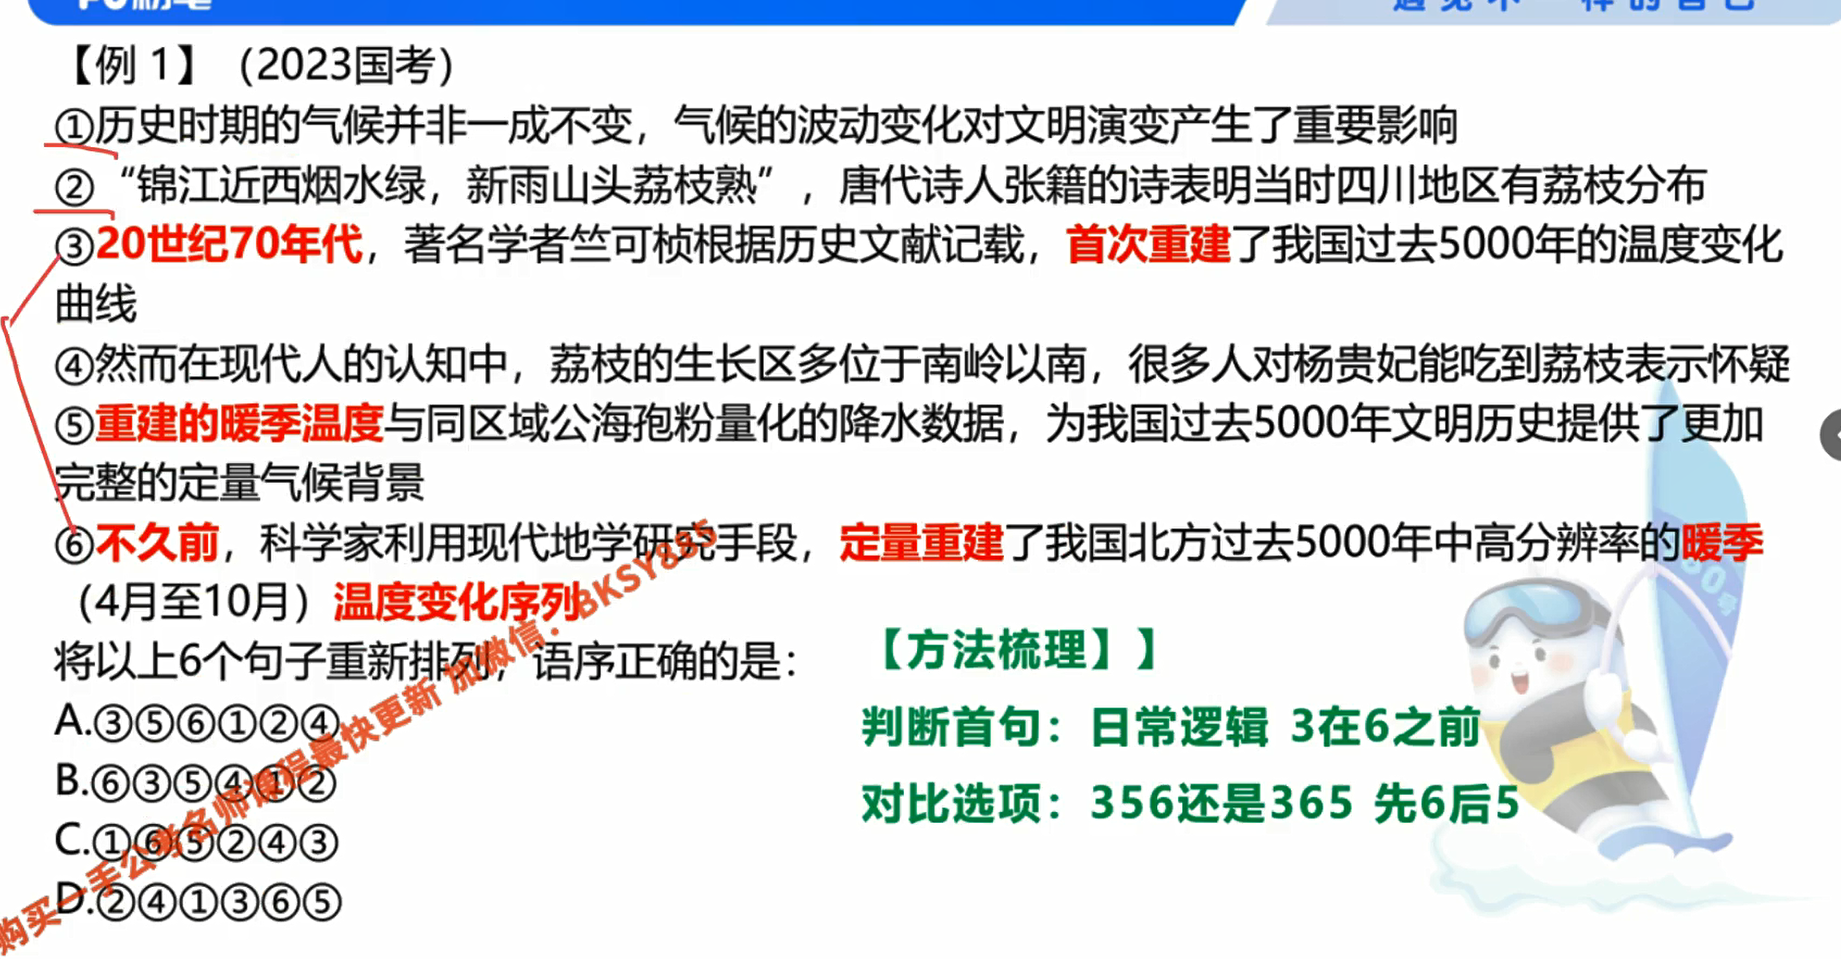 粉笔
遇见不一样的自己
【例 1】（2023国考）
①历史时期的气候并非一成不变，气候的波动变化对文明演变产生了重要影响
②“锦江近西烟水绿，新雨山头荔枝熟”，唐代诗人张籍的诗表明当时四川地区有荔枝分布
③20世纪70年代，著名学者竺可桢根据历史文献记载，首次重建了我国过去5000年的温度变化
曲线
④然而在现代人的认知中，荔枝的生长区多位于南岭以南，很多人对杨贵妃能吃到荔枝表示怀疑
⑤重建的暖季温度与同区域公海孢粉量化的降水数据，为我国过去5000年文明历史提供了更加
完整的定量气候背景
⑥不久前，科学家利用现代地学研究手段，定量重建了我国北方过去5000年中高分辨率的暖季
（4月至10月）温度变化序列
将以上6个句子重新排列，语序正确的是：
A.③⑤⑥①②④
B.⑥③⑤④①②
C.①⑥⑤②④③
D.②④①③⑥⑤
【方法梳理】】
判断首句：日常逻辑 3在6之前
对比选项：356还是365 先6后5
购买一手公考名师课程最快更新 加微信：BKSY885